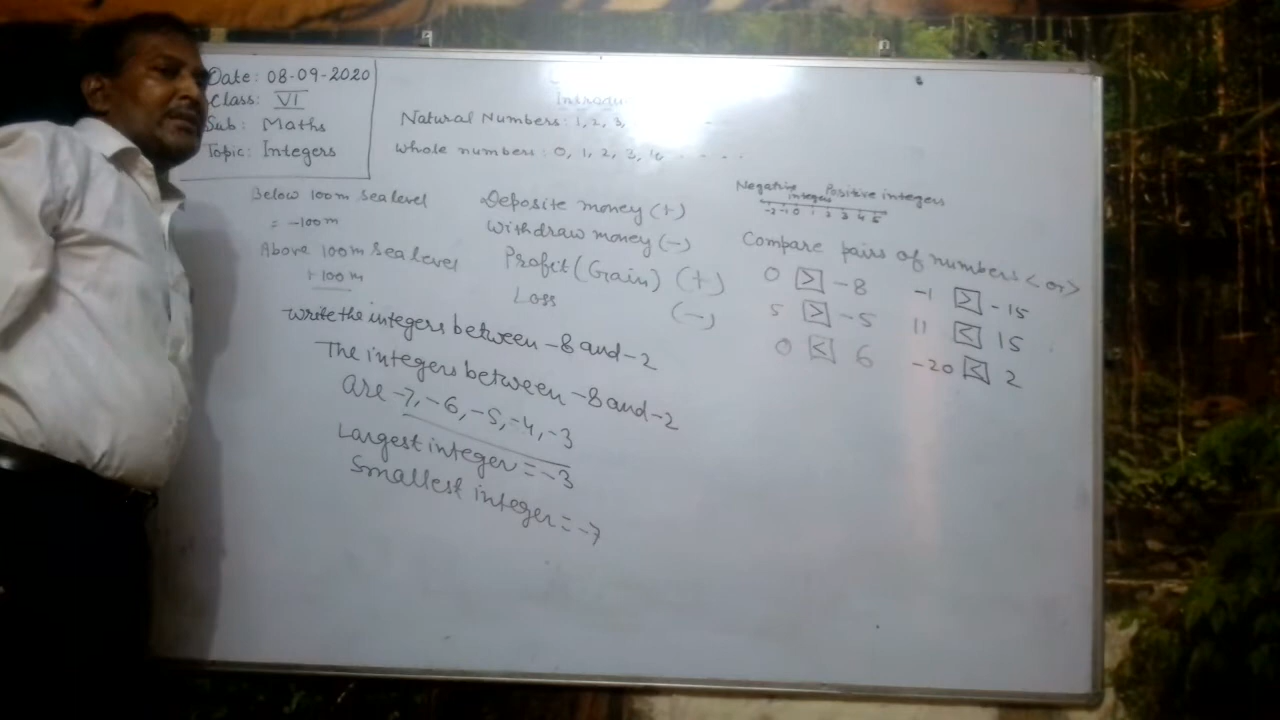 Date: 08-09-2020
Class: VI
Sub: Maths
Topic: Integers
Natural Numbers: 1, 2, 3,
Whole numbers: 0, 1, 2, 3, 4 . . . . .
Below 100m sea level
= -100m
Above 100m sea level
+ 100 m
Deposite money (+)
Withdraw money (-)
Profit (Gain) (+)
Loss (-)
Write the integers between -8 and -2
The integers between -8 and -2
are -7, -6, -5, -4, -3
Largest integer = -3
Smallest integer = -7
Negative integers Positive integers
-2 -1 0 1 2 3 4 5
Compare pairs of numbers < or >
0 > -8
5 > -5
0 < 6
-1 > -15
11 < 15
-20 < 2